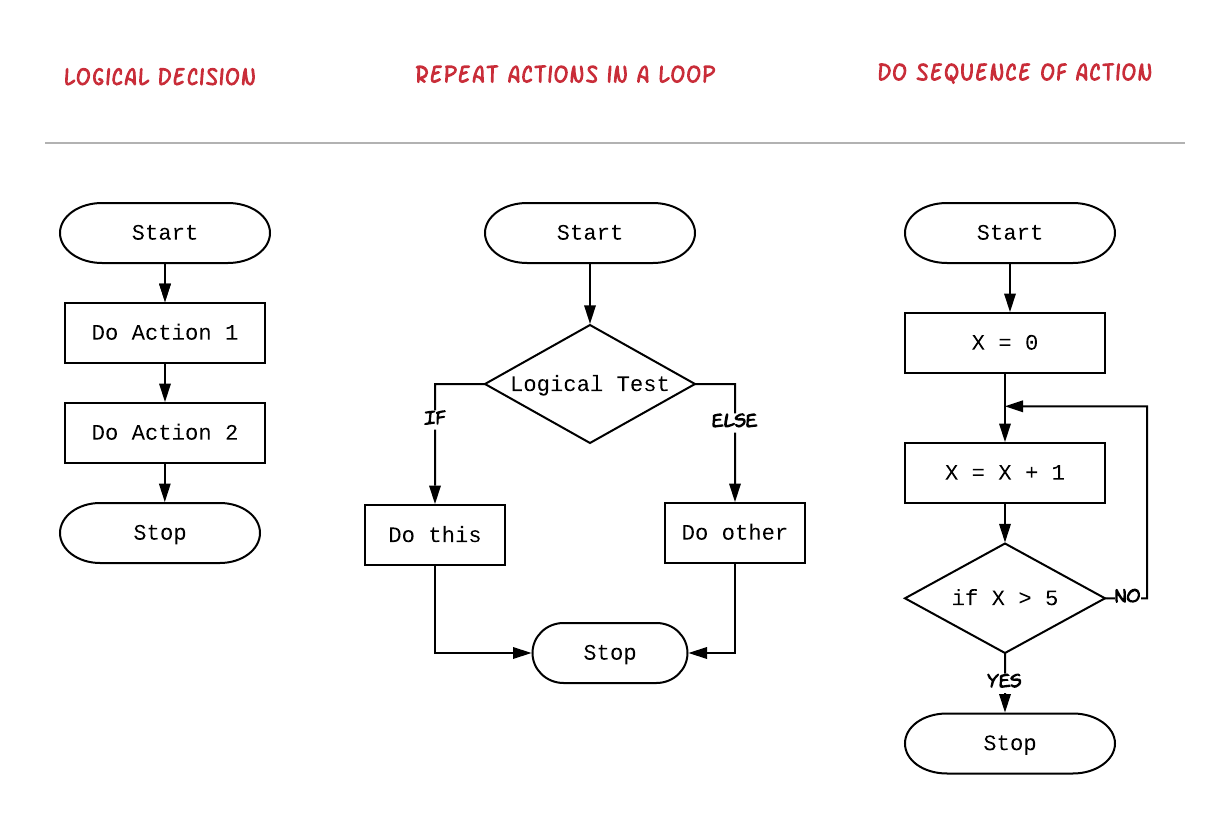 LOGICAL DECISION
REPEAT ACTIONS IN A LOOP
DO SEQUENCE OF ACTION
Start
Do Action 1
Do Action 2
Stop
Start
Logical Test
IF
ELSE
Do this
Do other
Stop
Start
X = 0
X = X + 1
if X > 5
NO
YES
Stop